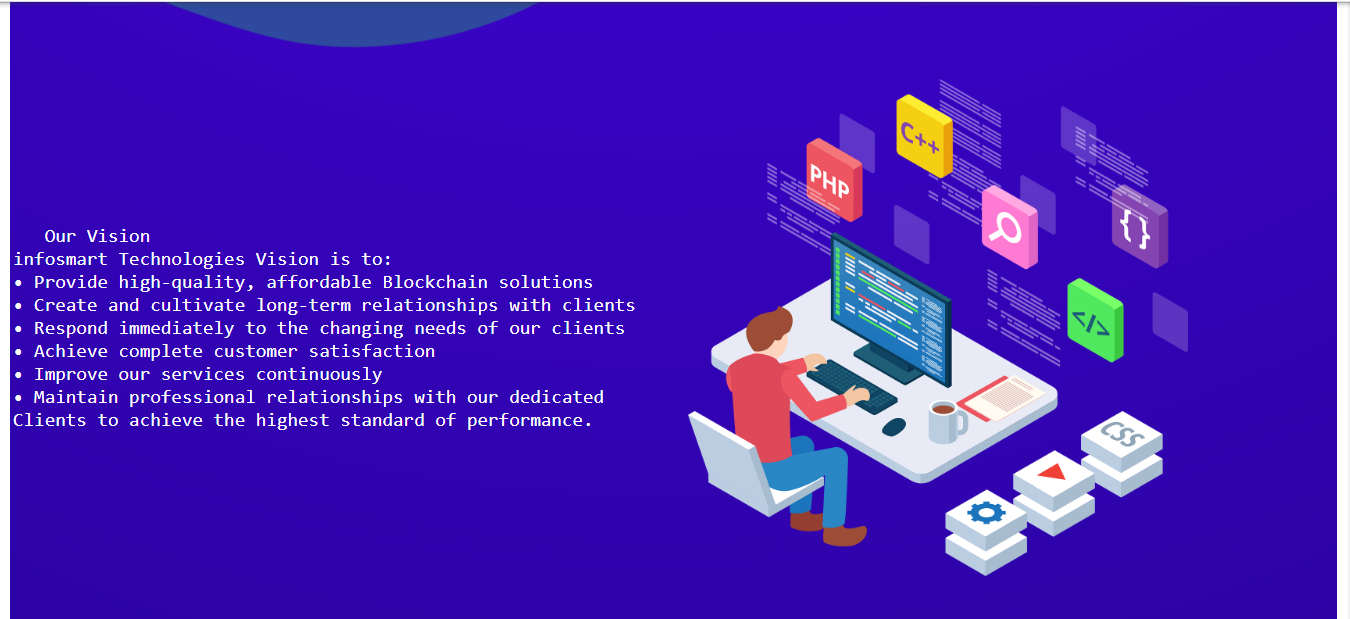 Our Vision
infosmart Technologies Vision is to:
• Provide high-quality, affordable Blockchain solutions
• Create and cultivate long-term relationships with clients
• Respond immediately to the changing needs of our clients
• Achieve complete customer satisfaction
• Improve our services continuously
• Maintain professional relationships with our dedicated
Clients to achieve the highest standard of performance.
C++
PHP
{}
</>
CSS